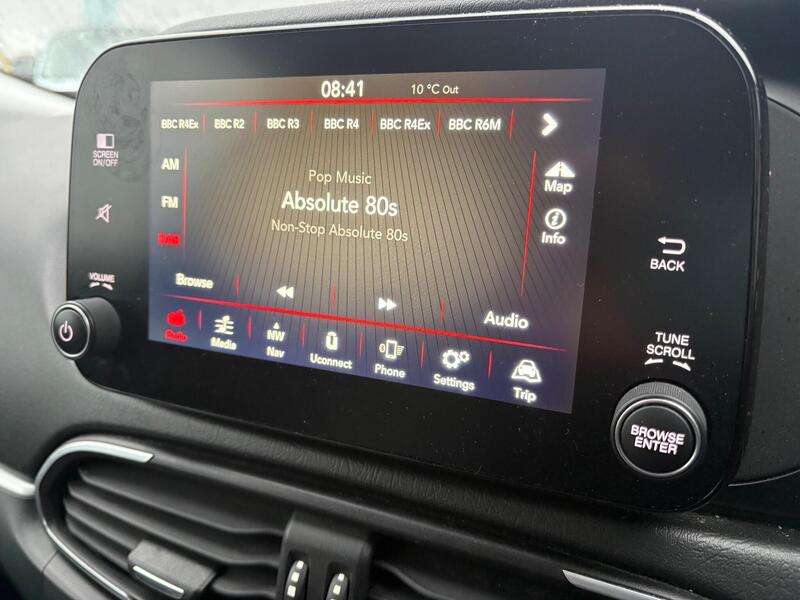 08:41 10 °C Out
BBC R4Ex BBC R2 BBC R3 BBC R4 BBC R4Ex BBC R6M
SCREEN
ON/OFF
AM
FM
DAB
Pop Music
Absolute 80s
Non-Stop Absolute 80s
Map
Info
BACK
VOLUME
Browse
Audio
Radio
Media
NW
Nav
Uconnect
Phone
Settings
Trip
TUNE
SCROLL
BROWSE
ENTER